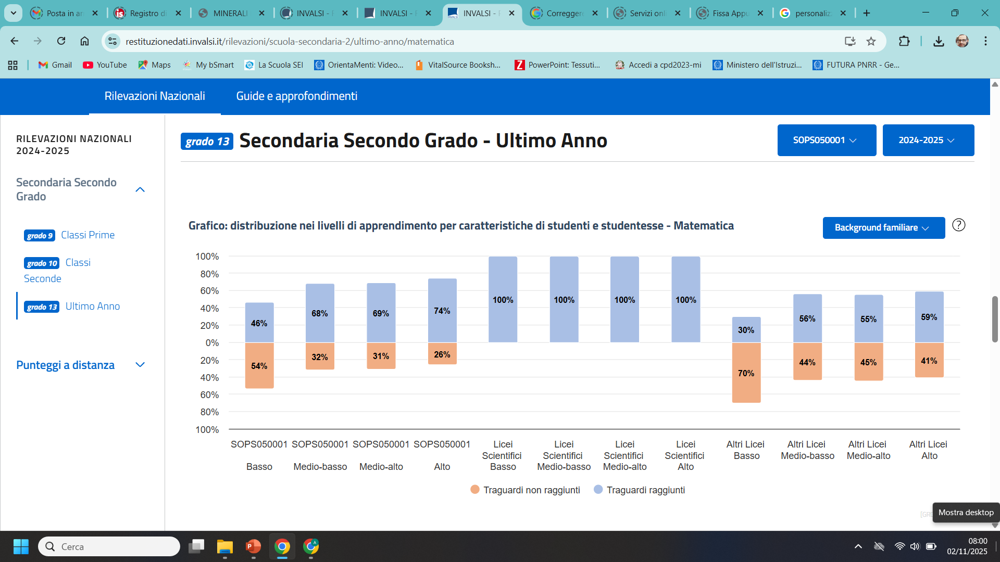 Posta in ar
Registro di
MINERALI
INVALSI - P
INVALSI - P
INVALSI - P
Correggere
Servizi onli
Fissa Appu
personaliz
restituzionedati.invalsi.it/rilevazioni/scuola-secondaria-2/ultimo-anno/matematica
Gmail
YouTube
Maps
My bSmart
La Scuola SEI
OrientaMenti: Video...
VitalSource Booksh...
PowerPoint: Tessuti...
Accedi a cpd2023-mi
Ministero dell'Istruzi...
FUTURA PNRR - Ge...
Rilevazioni Nazionali
Guide e approfondimenti
RILEVAZIONI NAZIONALI
2024-2025
Secondaria Secondo
Grado
grado 9 Classi Prime
grado 10 Classi
Seconde
grado 13 Ultimo Anno
Punteggi a distanza
grado 13 Secondaria Secondo Grado - Ultimo Anno
SOPS050001
2024-2025
Grafico: distribuzione nei livelli di apprendimento per caratteristiche di studenti e studentesse - Matematica
Background familiare
?
100%
80%
60%
40%
20%
0%
20%
40%
60%
80%
100%
46% 68% 69% 74% 100% 100% 100% 100% 30% 56% 55% 59%
54% 32% 31% 26% 70% 44% 45% 41%
SOPS050001
Basso
SOPS050001
Medio-basso
SOPS050001
Medio-alto
SOPS050001
Alto
Licei
Scientifici
Basso
Licei
Scientifici
Medio-basso
Licei
Scientifici
Medio-alto
Licei
Scientifici
Alto
Altri Licei
Basso
Altri Licei
Medio-basso
Altri Licei
Medio-alto
Altri Licei
Alto
Traguardi non raggiunti
Traguardi raggiunti
Mostra desktop
Cerca
08:00
02/11/2025